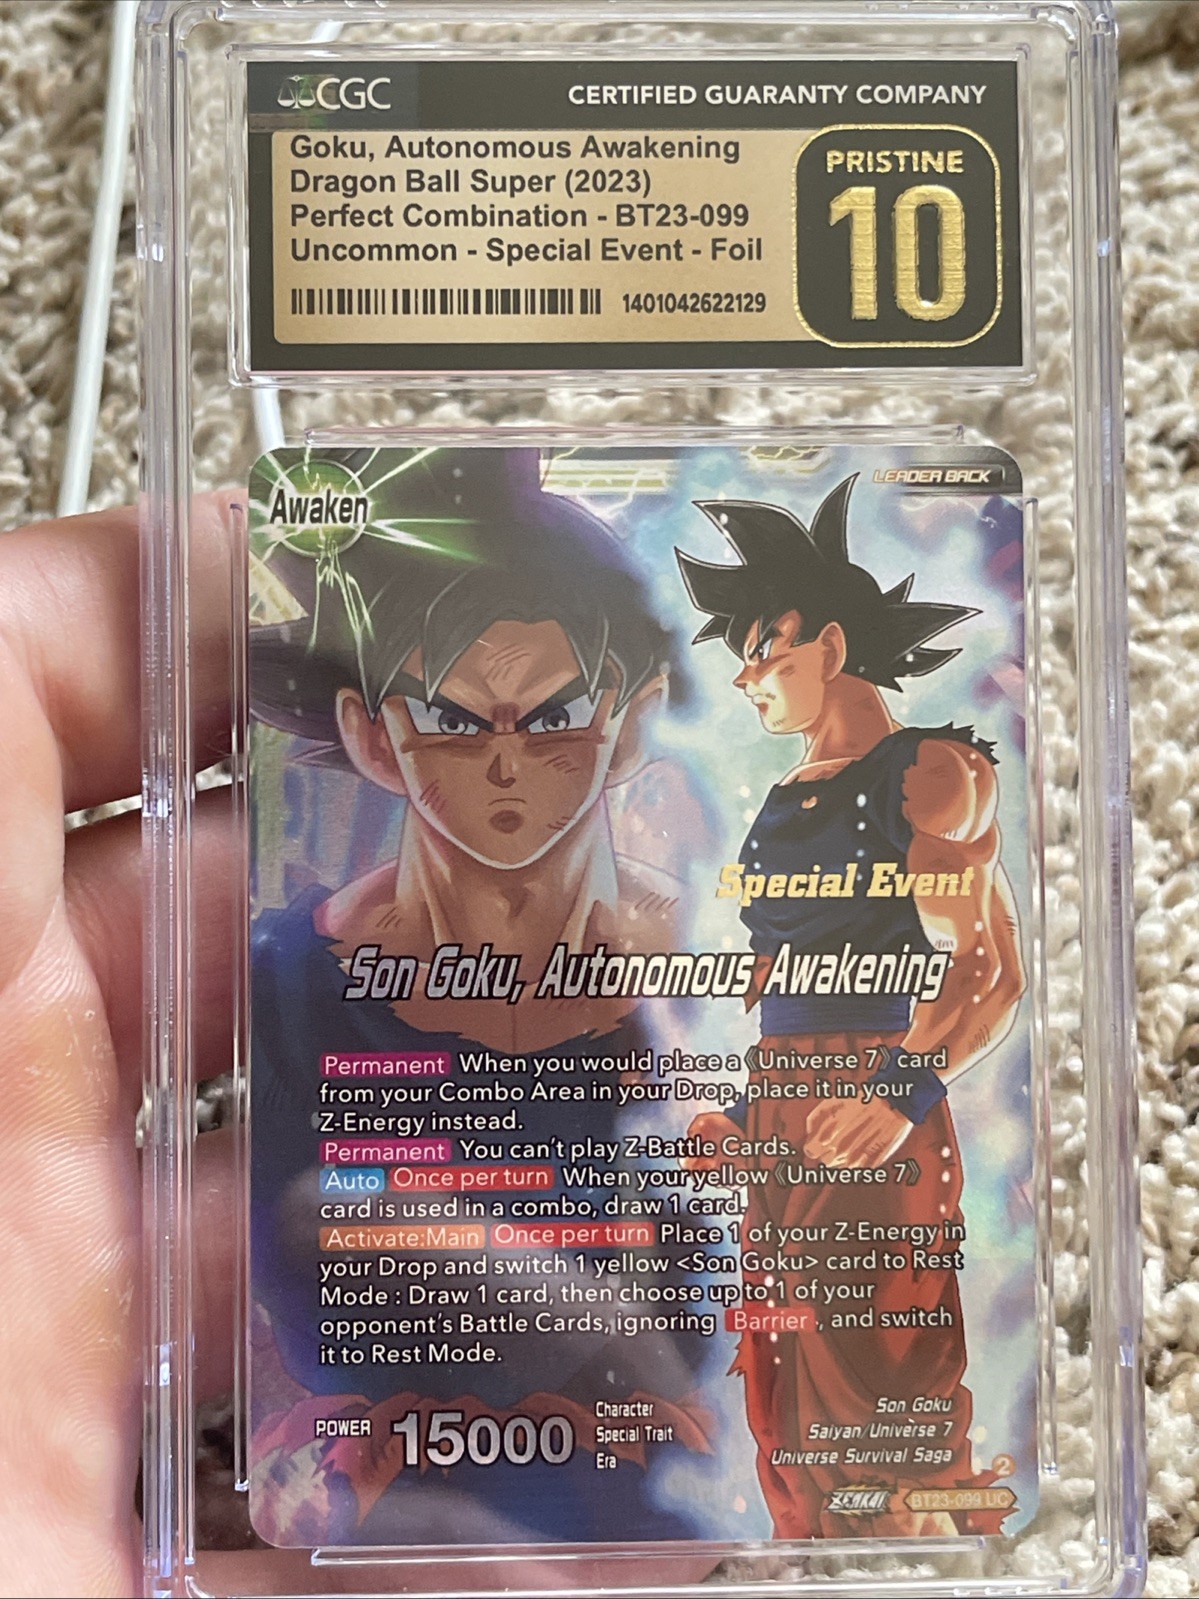 CGC
CERTIFIED GUARANTY COMPANY
Goku, Autonomous Awakening
Dragon Ball Super (2023)
Perfect Combination - BT23-099
Uncommon - Special Event - Foil
1401042622129
PRISTINE
10
Awaken
LEADER BACK
Special Event
Son Goku, Autonomous Awakening
Permanent When you would place a《Universe 7》card
from your Combo Area in your Drop, place it in your
Z-Energy instead.
Permanent You can't play Z-Battle Cards.
Auto Once per turn When your yellow《Universe 7》
card is used in a combo, draw 1 card.
Activate:Main Once per turn Place 1 of your Z-Energy in
your Drop and switch 1 yellow <Son Goku> card to Rest
Mode : Draw 1 card, then choose up to 1 of your
opponent's Battle Cards, ignoring Barrier , and switch
it to Rest Mode.
POWER 15000
Character Son Goku
Special Trait Saiyan/Universe 7
Era Universe Survival Saga
2
ZENKAI BT23-099 UC